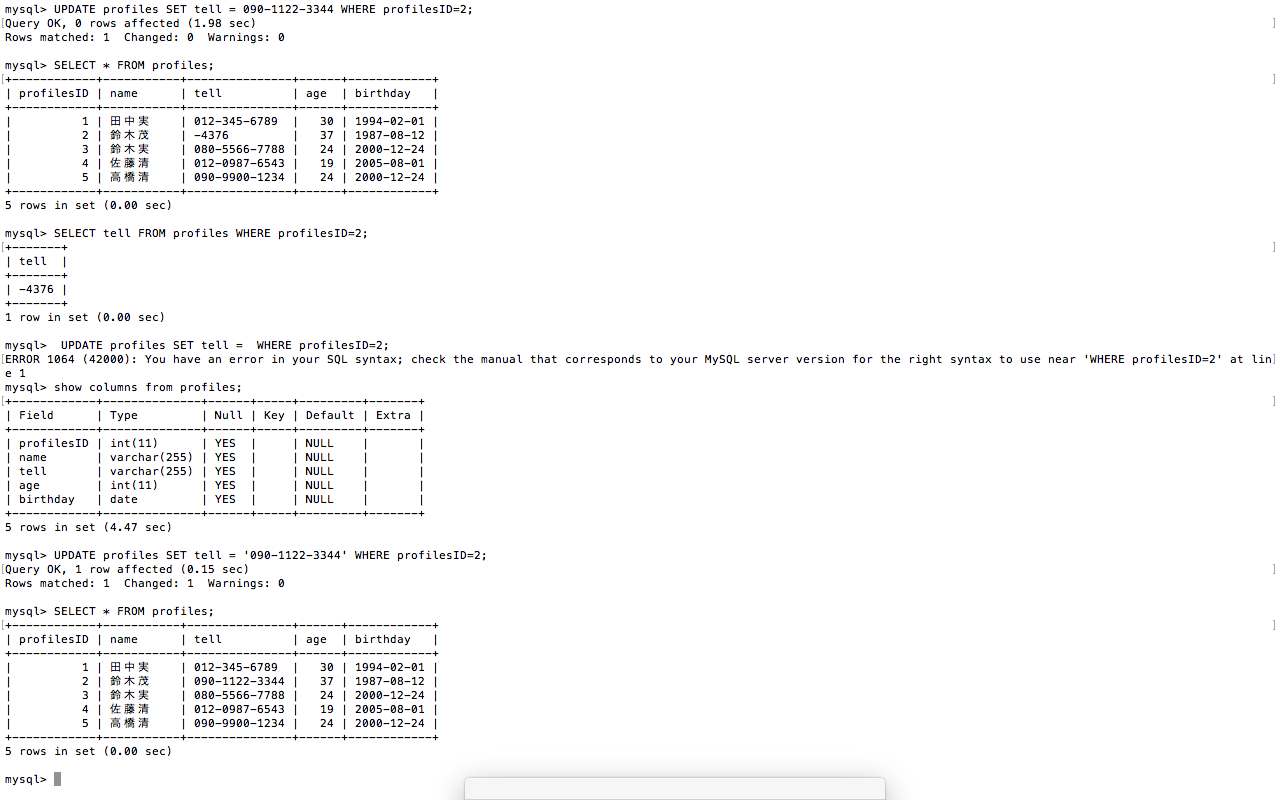 mysql> UPDATE profiles SET tell = 090-1122-3344 WHERE profilesID=2;
[Query OK, 0 rows affected (1.98 sec) ]
Rows matched: 1  Changed: 0  Warnings: 0
mysql> SELECT * FROM profiles;
[+------------+-----------+---------------+------+------------+ ]
| profilesID | name      | tell          | age  | birthday   |
+------------+-----------+---------------+------+------------+
|          1 | 田中実    | 012-345-6789  |   30 | 1994-02-01 |
|          2 | 鈴木茂    | -4376         |   37 | 1987-08-12 |
|          3 | 鈴木実    | 080-5566-7788 |   24 | 2000-12-24 |
|          4 | 佐藤清    | 012-0987-6543 |   19 | 2005-08-01 |
|          5 | 高橋清    | 090-9900-1234 |   24 | 2000-12-24 |
+------------+-----------+---------------+------+------------+
5 rows in set (0.00 sec)
mysql> SELECT tell FROM profiles WHERE profilesID=2;
[+-------+ ]
| tell  |
+-------+
| -4376 |
+-------+
1 row in set (0.00 sec)
mysql>  UPDATE profiles SET tell =  WHERE profilesID=2;
[ERROR 1064 (42000): You have an error in your SQL syntax; check the manual that corresponds to your MySQL server version for the right syntax to use near 'WHERE profilesID=2' at lin]
e 1
mysql> show columns from profiles;
[+------------+--------------+------+-----+---------+-------+ ]
| Field      | Type         | Null | Key | Default | Extra |
+------------+--------------+------+-----+---------+-------+
| profilesID | int(11)      | YES  |     | NULL    |       |
| name       | varchar(255) | YES  |     | NULL    |       |
| tell       | varchar(255) | YES  |     | NULL    |       |
| age        | int(11)      | YES  |     | NULL    |       |
| birthday   | date         | YES  |     | NULL    |       |
+------------+--------------+------+-----+---------+-------+
5 rows in set (4.47 sec)
mysql> UPDATE profiles SET tell = '090-1122-3344' WHERE profilesID=2;
[Query OK, 1 row affected (0.15 sec) ]
Rows matched: 1  Changed: 1  Warnings: 0
mysql> SELECT * FROM profiles;
[+------------+-----------+---------------+------+------------+ ]
| profilesID | name      | tell          | age  | birthday   |
+------------+-----------+---------------+------+------------+
|          1 | 田中実    | 012-345-6789  |   30 | 1994-02-01 |
|          2 | 鈴木茂    | 090-1122-3344 |   37 | 1987-08-12 |
|          3 | 鈴木実    | 080-5566-7788 |   24 | 2000-12-24 |
|          4 | 佐藤清    | 012-0987-6543 |   19 | 2005-08-01 |
|          5 | 高橋清    | 090-9900-1234 |   24 | 2000-12-24 |
+------------+-----------+---------------+------+------------+
5 rows in set (0.00 sec)
mysql>